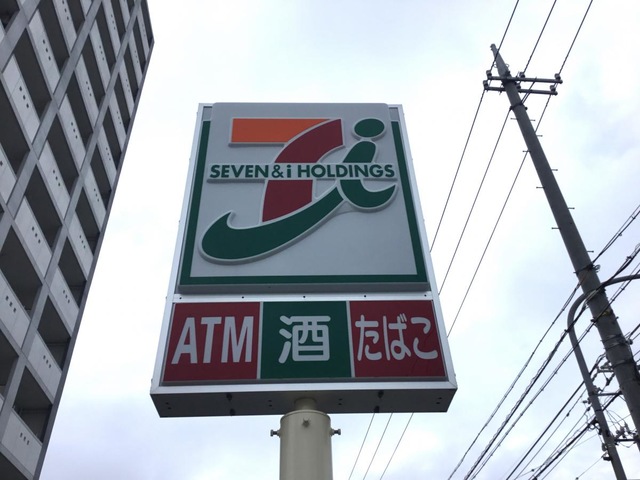 SEVEN & i HOLDINGS
ATM 酒 たばこ